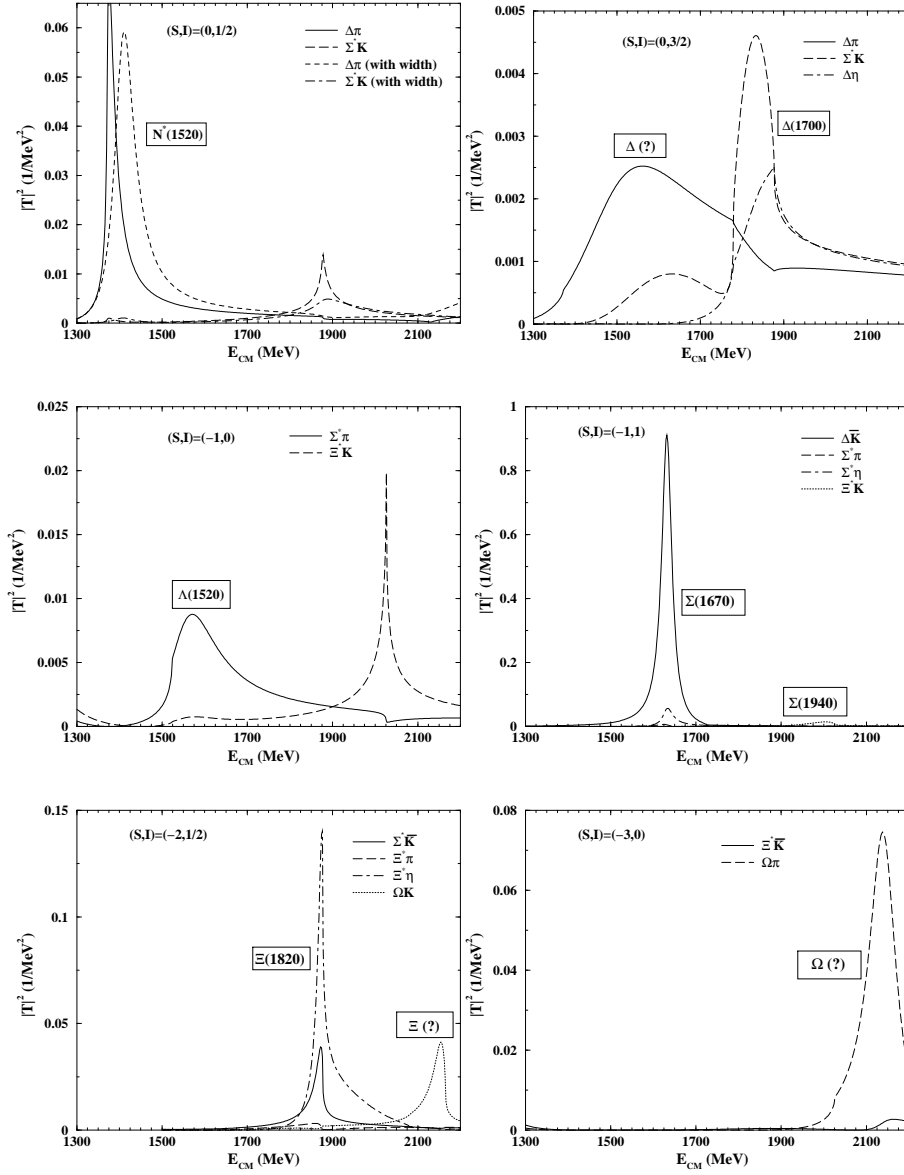 (S,I)=(0,1/2)
Δπ
Σ*K
Δπ (with width)
Σ*K (with width)
N*(1520)
0.06
0.05
0.04
0.03
0.02
0.01
0
|T|² (1/MeV²)
1300 1500 1700 1900 2100
E_CM (MeV)
(S,I)=(0,3/2)
Δπ
Σ*K
Δη
Δ(1700)
Δ (?)
0.005
0.004
0.003
0.002
0.001
0
|T|² (1/MeV²)
1300 1500 1700 1900 2100
E_CM (MeV)
(S,I)=(−1,0)
Σ*π
Ξ*K
Λ(1520)
0.025
0.02
0.015
0.01
0.005
0
|T|² (1/MeV²)
1300 1500 1700 1900 2100
E_CM (MeV)
(S,I)=(−1,1)
ΔK̅
Σ*π
Σ*η
Ξ*K
Σ(1670)
Σ(1940)
1
0.8
0.6
0.4
0.2
0
|T|² (1/MeV²)
1300 1500 1700 1900 2100
E_CM (MeV)
(S,I)=(−2,1/2)
Σ*K̅
Ξ*π
Ξ*η
ΩK
Ξ(1820)
Ξ (?)
0.15
0.1
0.05
0
|T|² (1/MeV²)
1300 1500 1700 1900 2100
E_CM (MeV)
(S,I)=(−3,0)
Ξ*K̅
Ωπ
Ω (?)
0.08
0.06
0.04
0.02
0
|T|² (1/MeV²)
1300 1500 1700 1900 2100
E_CM (MeV)